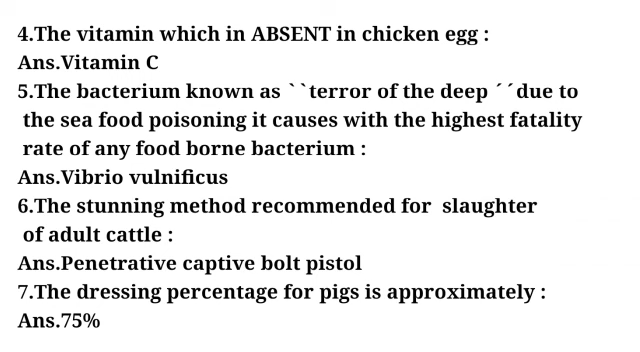 4.The vitamin which in ABSENT in chicken egg :
Ans.Vitamin C
5.The bacterium known as ``terror of the deep ´´due to
the sea food poisoning it causes with the highest fatality
rate of any food borne bacterium :
Ans.Vibrio vulnificus
6.The stunning method recommended for  slaughter
of adult cattle :
Ans.Penetrative captive bolt pistol
7.The dressing percentage for pigs is approximately :
Ans.75%